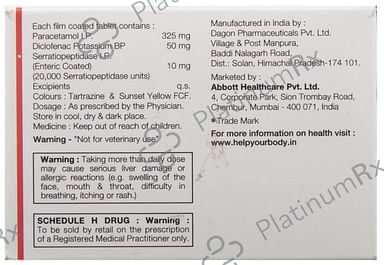 Each film coated tablet contains :
Paracetamol I.P. 325 mg
Diclofenac Potassium BP 50 mg
Serratiopeptidase I.P.
(Enteric Coated) 10 mg
(20,000 Serratiopeptidase units)
Excipients q.s.
Colours : Tartrazine & Sunset Yellow FCF.
Dosage : As prescribed by the Physician.
Store in cool, dry & dark place.
Medicine : Keep out of reach of children.
Warning - "Not for veterinary use"
Warning : Taking more than daily dose
may cause serious liver damage or
allergic reactions (e.g. swelling of the
face, mouth & throat, difficulty in
breathing, itching or rash.)
SCHEDULE H DRUG : Warning :
To be sold by retail on the prescription
of a Registered Medical Practitioner only.
Manufactured in India by :
Dagon Pharmaceuticals Pvt. Ltd.
Village & Post Manpura,
Baddi Nalagarh Road,
Dist.: Solan, Himachal Pradesh-174 101.
Marketed by :
Abbott Healthcare Pvt. Ltd.
4, Corporate Park, Sion Trombay Road,
Chembur, Mumbai - 400 071, INDIA
*Trade Mark
For more information on health visit :
www.helpyourbody.in
PlatinumRx
PlatinumRx